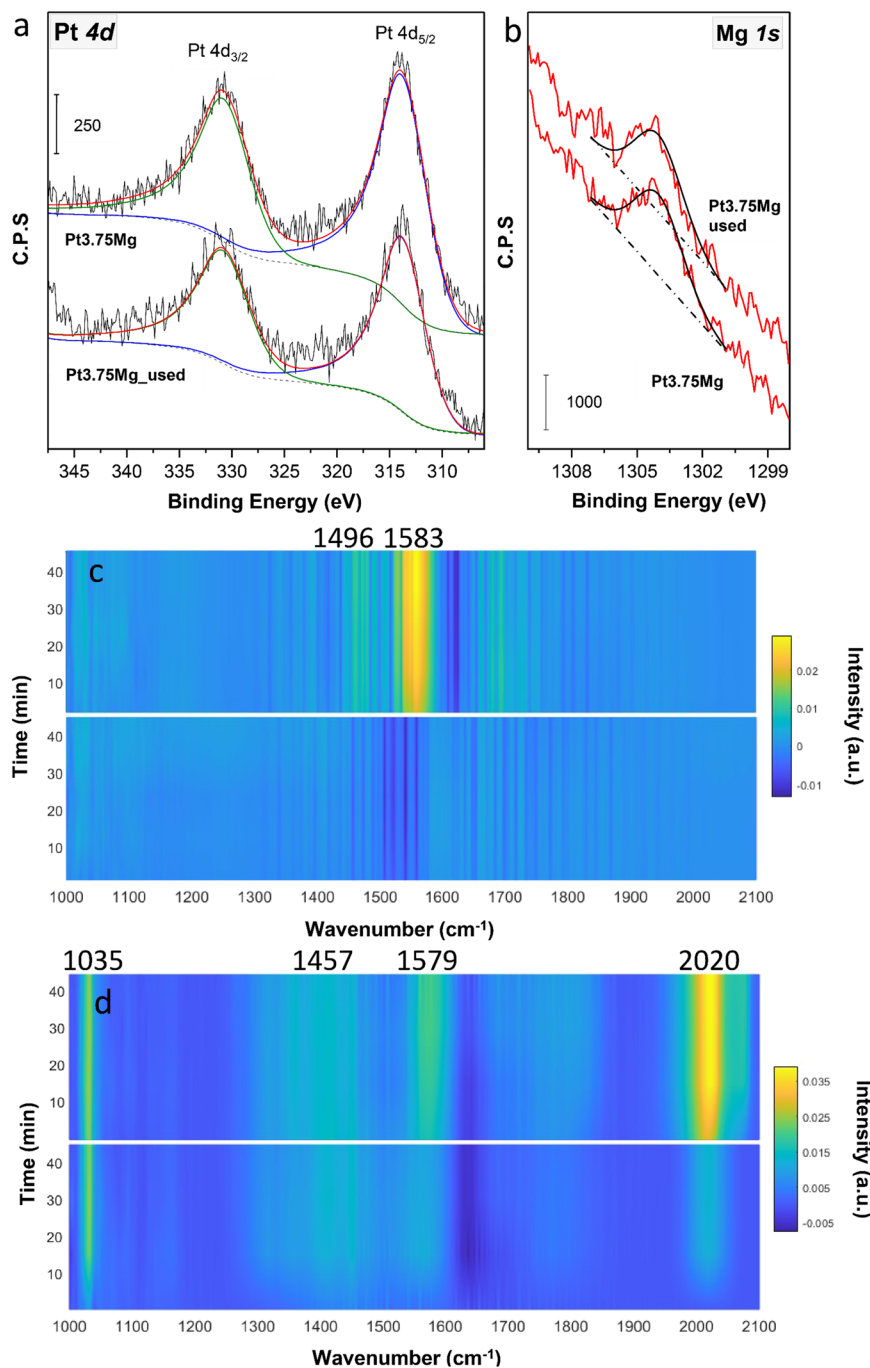 a
Pt 4d
Pt 4d3/2
Pt 4d5/2
250
C.P.S
Pt3.75Mg
Pt3.75Mg_used
345 340 335 330 325 320 315 310
Binding Energy (eV)
b
Mg 1s
C.P.S
Pt3.75Mg
used
Pt3.75Mg
1000
1308 1305 1302 1299
Binding Energy (eV)
1496 1583
c
40
30
20
10
40
30
20
10
Time (min)
1000 1100 1200 1300 1400 1500 1600 1700 1800 1900 2000 2100
Wavenumber (cm-1)
0.02
0.01
0
-0.01
Intensity (a.u.)
1035 1457 1579 2020
d
40
30
20
10
40
30
20
10
Time (min)
1000 1100 1200 1300 1400 1500 1600 1700 1800 1900 2000 2100
Wavenumber (cm-1)
0.035
0.025
0.015
0.005
-0.005
Intensity (a.u.)